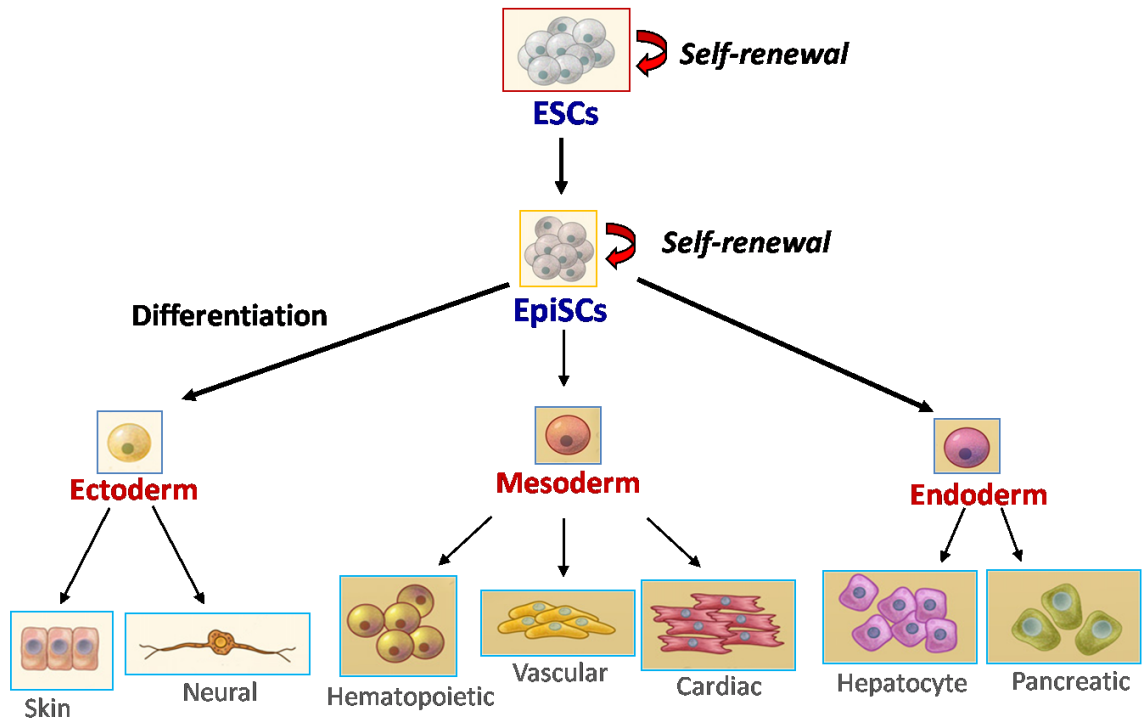 Self-renewal
ESCs
Self-renewal
EpiSCs
Differentiation
Ectoderm
Mesoderm
Endoderm
Skin
Neural
Hematopoietic
Vascular
Cardiac
Hepatocyte
Pancreatic